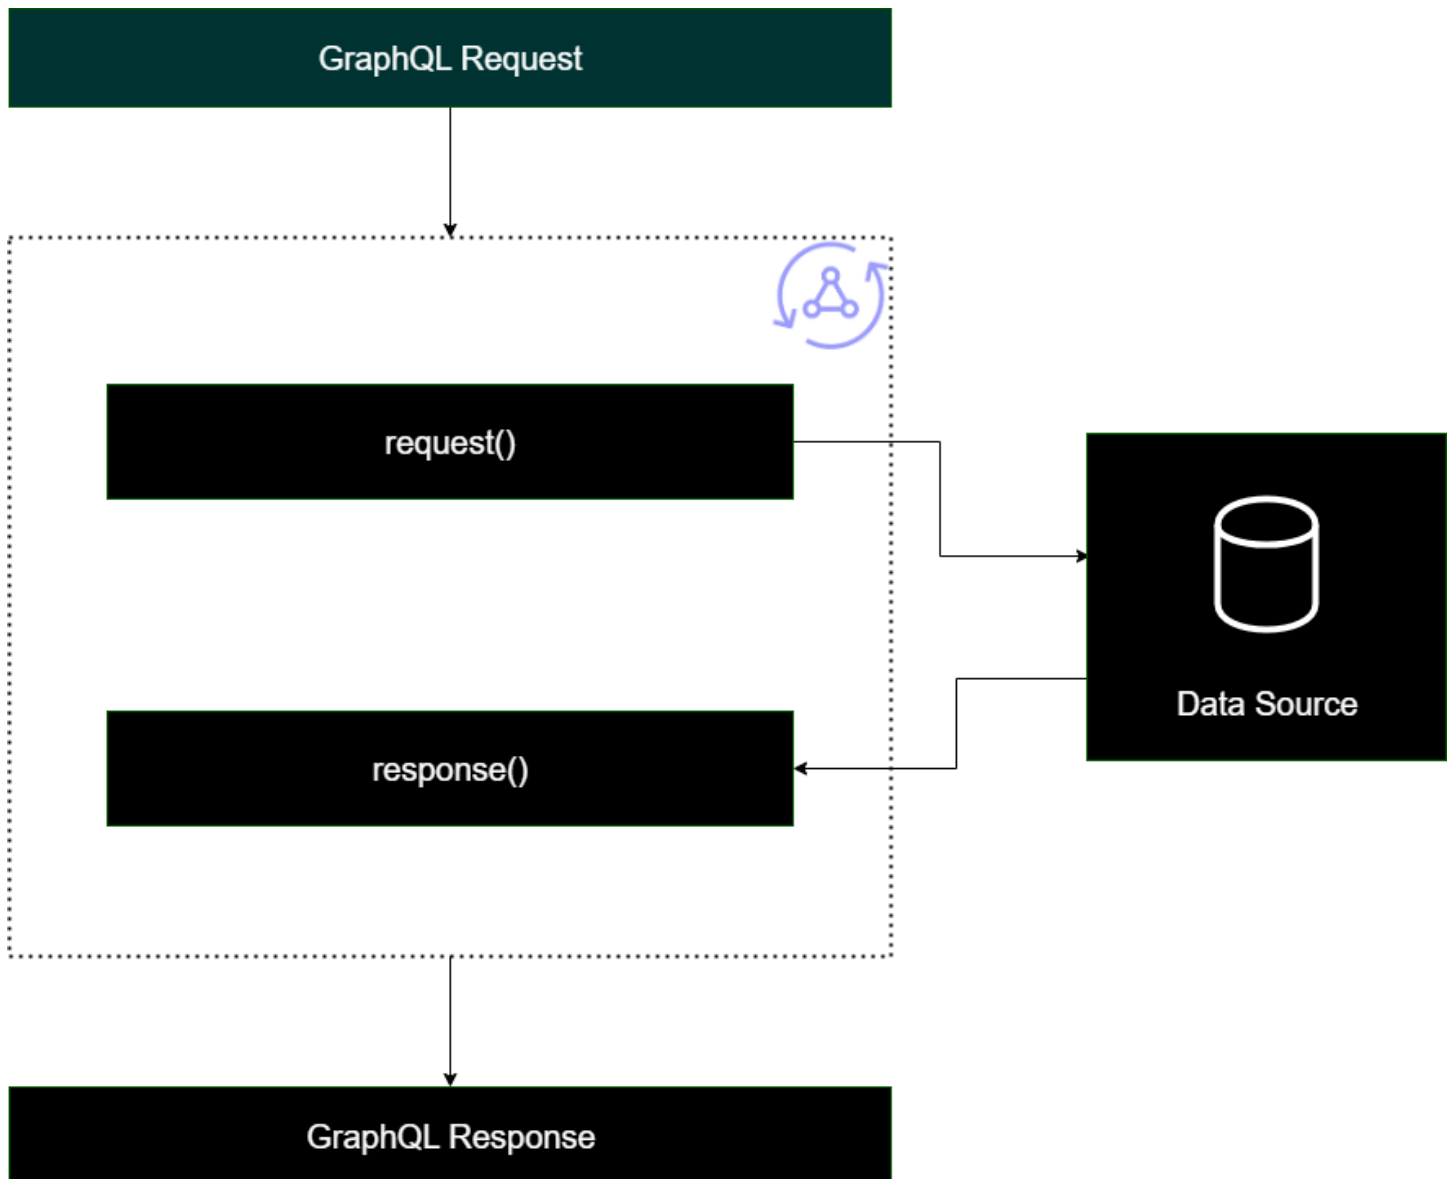 GraphQL Request
request()
Data Source
response()
GraphQL Response